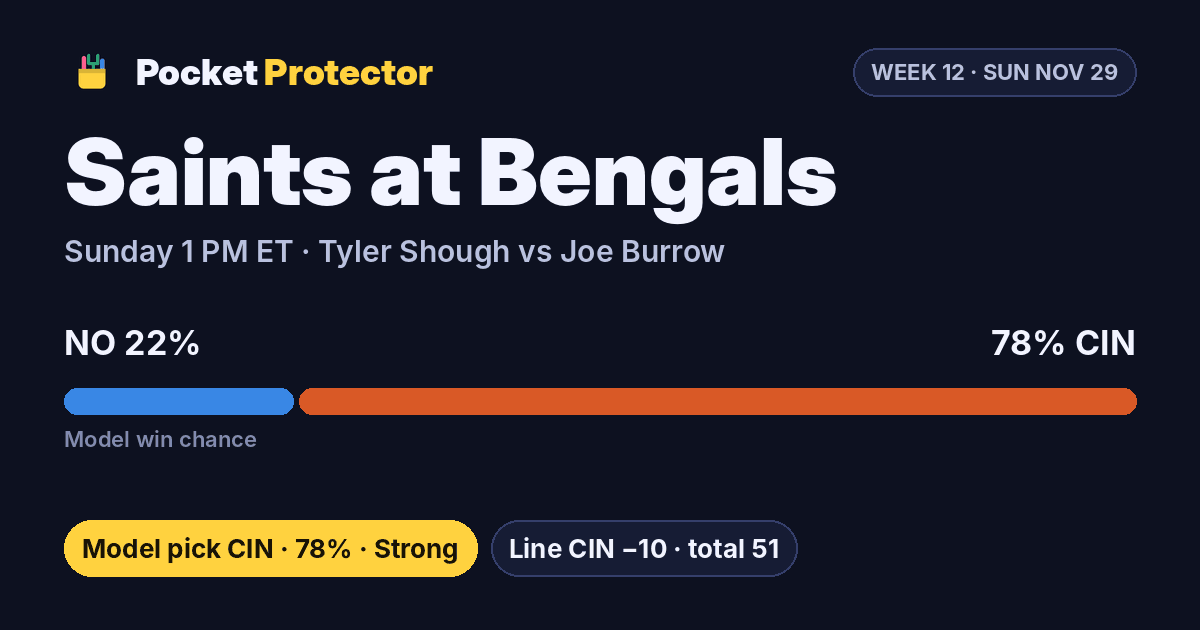 Pocket Protector
WEEK 12 · SUN NOV 29
Saints at Bengals
Sunday 1 PM ET · Tyler Shough vs Joe Burrow
NO 22%
78% CIN
Model win chance
Model pick CIN · 78% · Strong
Line CIN −10 · total 51